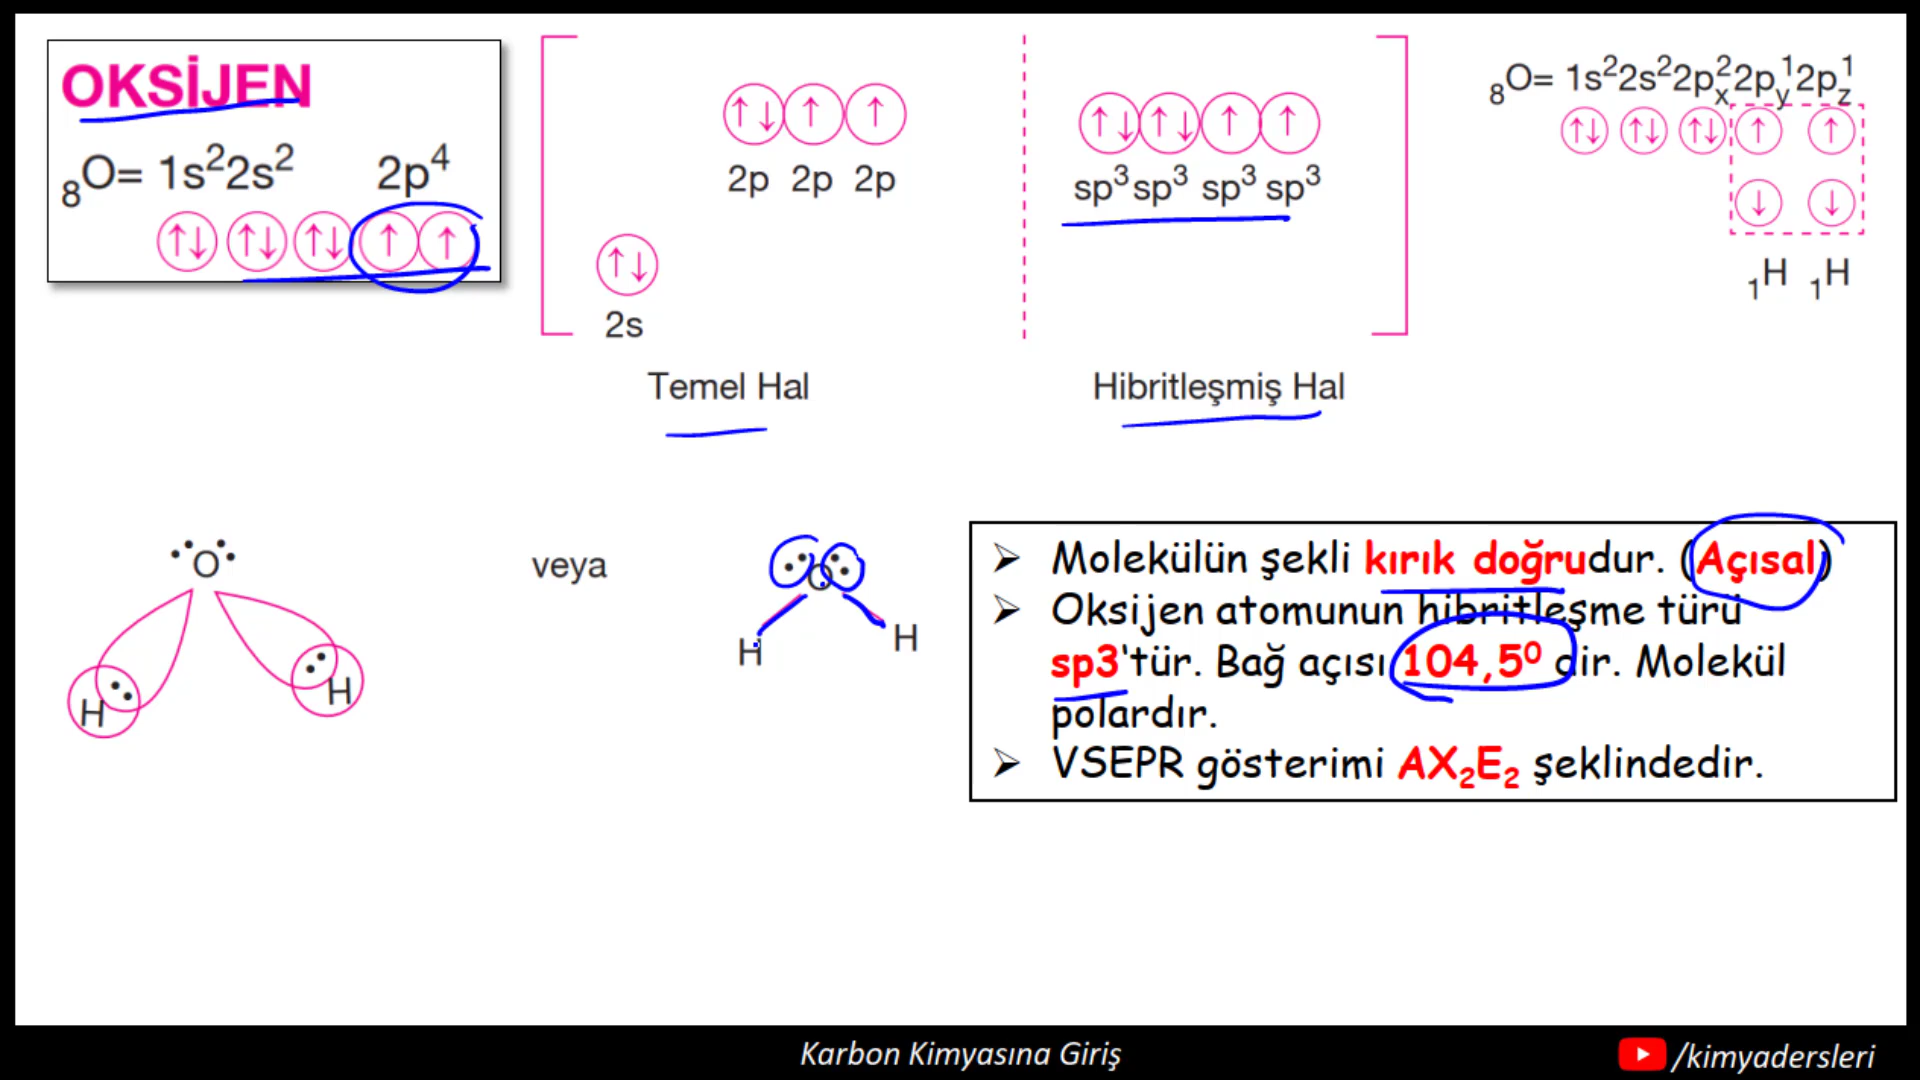 OKSİJEN
₈O= 1s²2s² 2p⁴
↑↓ ↑↓ ↑↓ ↑ ↑
↑↓ ↑ ↑
2p 2p 2p
↑↓
2s
Temel Hal
↑↓ ↑↓ ↑ ↑
sp³ sp³ sp³ sp³
Hibritleşmiş Hal
₈O= 1s²2s²2pₓ²2pᵧ¹2p_z¹
↑↓ ↑↓ ↑↓ ↑ ↑
↓ ↓
₁H ₁H
O
H H
veya
O
H H
➢ Molekülün şekli kırık doğrudur. (Açısal)
➢ Oksijen atomunun hibritleşme türü
sp3'tür. Bağ açısı 104,5⁰ dir. Molekül
polardır.
➢ VSEPR gösterimi AX₂E₂ şeklindedir.
Karbon Kimyasına Giriş
/kimyadersleri